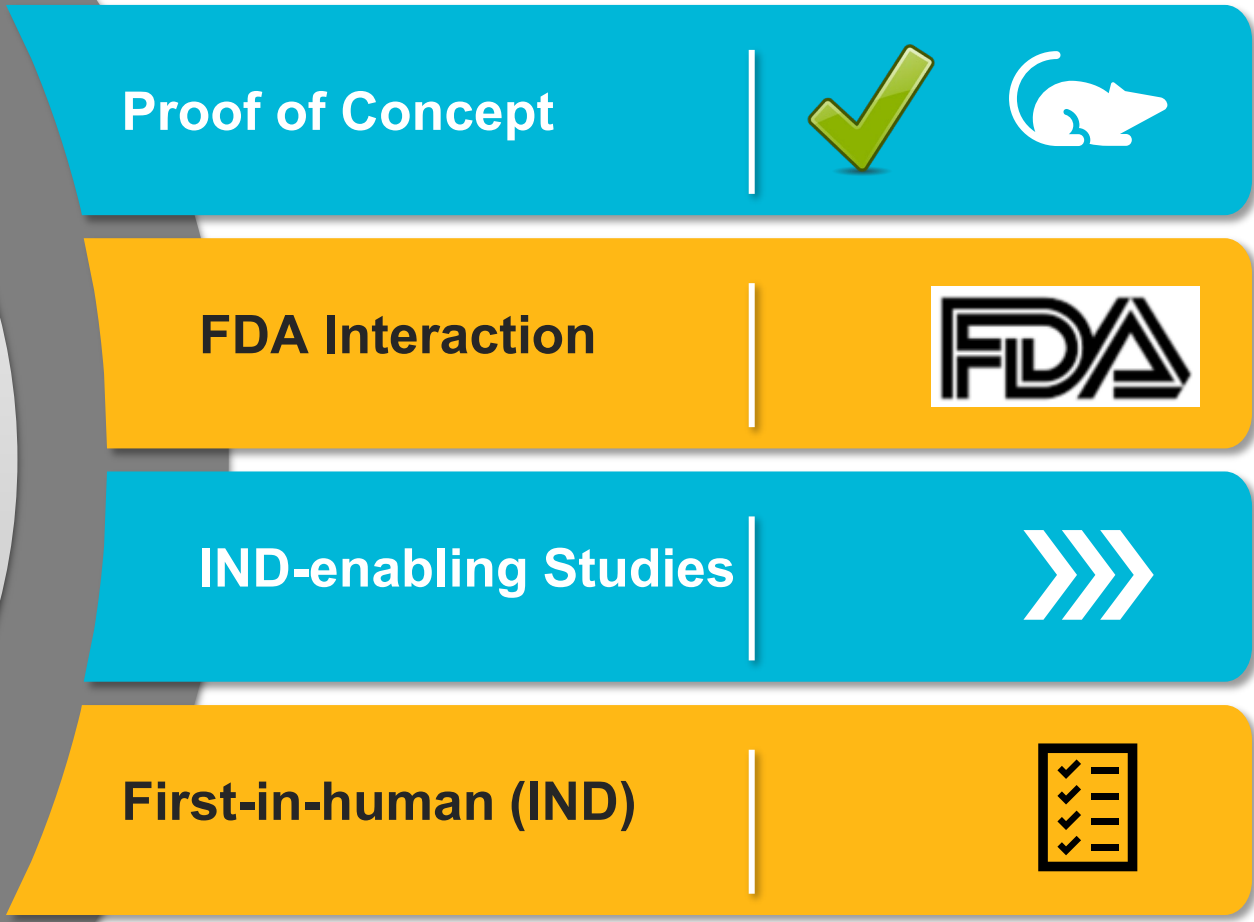 Proof of Concept
FDA Interaction
FDA
IND-enabling Studies
First-in-human (IND)